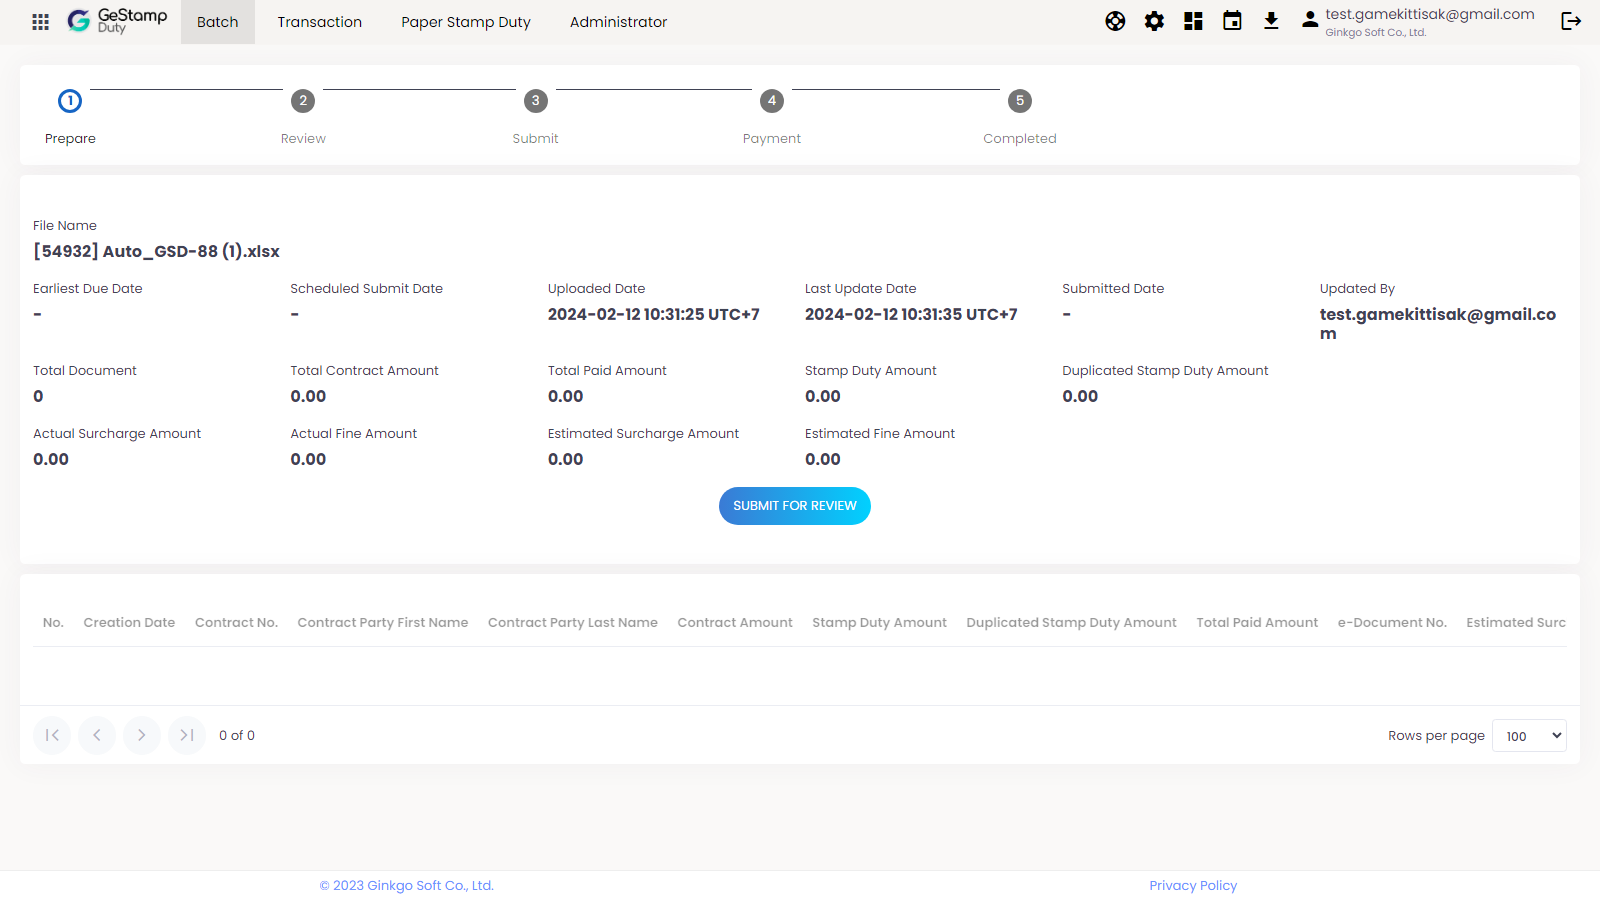 GeStamp
Duty
Batch
Transaction
Paper Stamp Duty
Administrator
test.gamekittisak@gmail.com
Ginkgo Soft Co., Ltd.
1
2
3
4
5
Prepare
Review
Submit
Payment
Completed
File Name
[54932] Auto_GSD-88 (1).xlsx
Earliest Due Date
Scheduled Submit Date
Uploaded Date
Last Update Date
Submitted Date
Updated By
-
-
2024-02-12 10:31:25 UTC+7
2024-02-12 10:31:35 UTC+7
-
test.gamekittisak@gmail.co
m
Total Document
Total Contract Amount
Total Paid Amount
Stamp Duty Amount
Duplicated Stamp Duty Amount
0
0.00
0.00
0.00
0.00
Actual Surcharge Amount
Actual Fine Amount
Estimated Surcharge Amount
Estimated Fine Amount
0.00
0.00
0.00
0.00
SUBMIT FOR REVIEW
No.
Creation Date
Contract No.
Contract Party First Name
Contract Party Last Name
Contract Amount
Stamp Duty Amount
Duplicated Stamp Duty Amount
Total Paid Amount
e-Document No.
Estimated Surc
0 of 0
Rows per page
100
© 2023 Ginkgo Soft Co., Ltd.
Privacy Policy